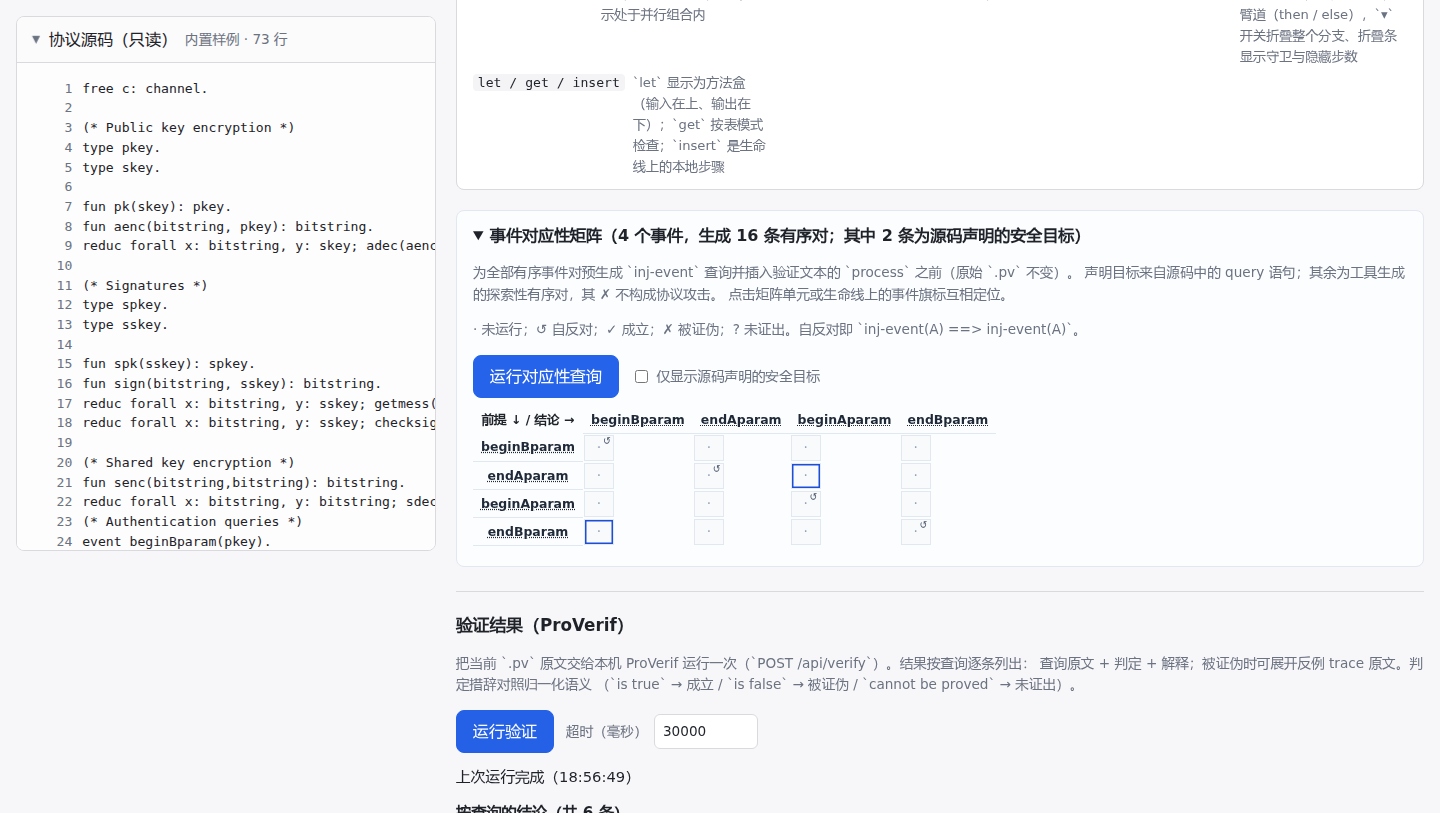 ▼ 协议源码（只读） 内置样例 · 73 行
1 free c: channel.
2
3 (* Public key encryption *)
4 type pkey.
5 type skey.
6
7 fun pk(skey): pkey.
8 fun aenc(bitstring, pkey): bitstring.
9 reduc forall x: bitstring, y: skey; adec(aenc
10
11 (* Signatures *)
12 type spkey.
13 type sskey.
14
15 fun spk(sskey): spkey.
16 fun sign(bitstring, sskey): bitstring.
17 reduc forall x: bitstring, y: sskey; getmess(
18 reduc forall x: bitstring, y: sskey; checksig
19
20 (* Shared key encryption *)
21 fun senc(bitstring,bitstring): bitstring.
22 reduc forall x: bitstring, y: bitstring; sdec
23 (* Authentication queries *)
24 event beginBparam(pkey).
示处于并行组合内
臂道（then / else），`▾`
开关折叠整个分支、折叠条
显示守卫与隐藏步数
let / get / insert
`let` 显示为方法盒
（输入在上、输出在
下）；`get` 按表模式
检查；`insert` 是生命
线上的本地步骤
▼ 事件对应性矩阵（4 个事件，生成 16 条有序对；其中 2 条为源码声明的安全目标）
为全部有序事件对预生成 `inj-event` 查询并插入验证文本的 `process` 之前（原始 `.pv` 不变）。 声明目标来自源码中的 query 语句；其余为工具生成
的探索性有序对，其 ✗ 不构成协议攻击。 点击矩阵单元或生命线上的事件旗标互相定位。
· 未运行；↺ 自反对；✓ 成立；✗ 被证伪；? 未证出。自反对即 `inj-event(A) ==> inj-event(A)`。
运行对应性查询 仅显示源码声明的安全目标
前提 ↓ / 结论 → beginBparam endAparam beginAparam endBparam
beginBparam · ↺ · · ·
endAparam · · ↺ · ·
beginAparam · · · ↺ ·
endBparam · · · · ↺
验证结果（ProVerif）
把当前 `.pv` 原文交给本机 ProVerif 运行一次（`POST /api/verify`）。结果按查询逐条列出： 查询原文 + 判定 + 解释；被证伪时可展开反例 trace 原文。判
定措辞对照归一化语义 （`is true` → 成立 / `is false` → 被证伪 / `cannot be proved` → 未证出）。
运行验证 超时（毫秒） 30000
上次运行完成（18:56:49）
按查询的结论（共 6 条）